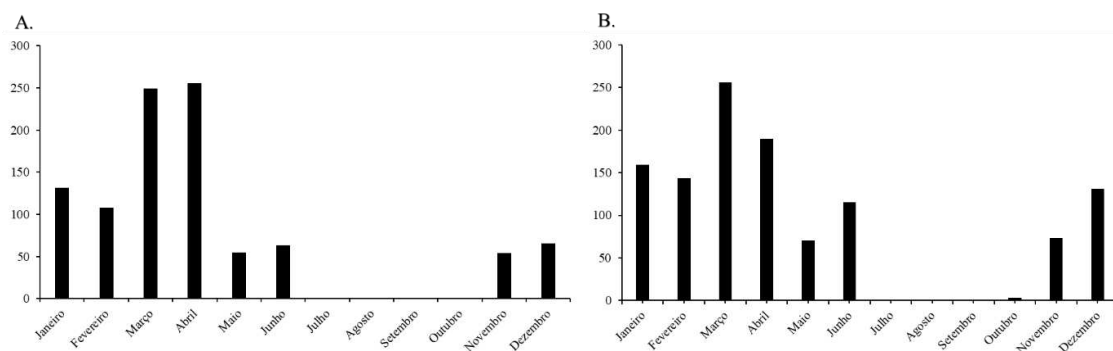 A.
300
250
200
150
100
50
0
Janeiro
Fevereiro
Março
Abril
Maio
Junho
Julho
Agosto
Setembro
Outubro
Novembro
Dezembro
B.
300
250
200
150
100
50
0
Janeiro
Fevereiro
Março
Abril
Maio
Junho
Julho
Agosto
Setembro
Outubro
Novembro
Dezembro